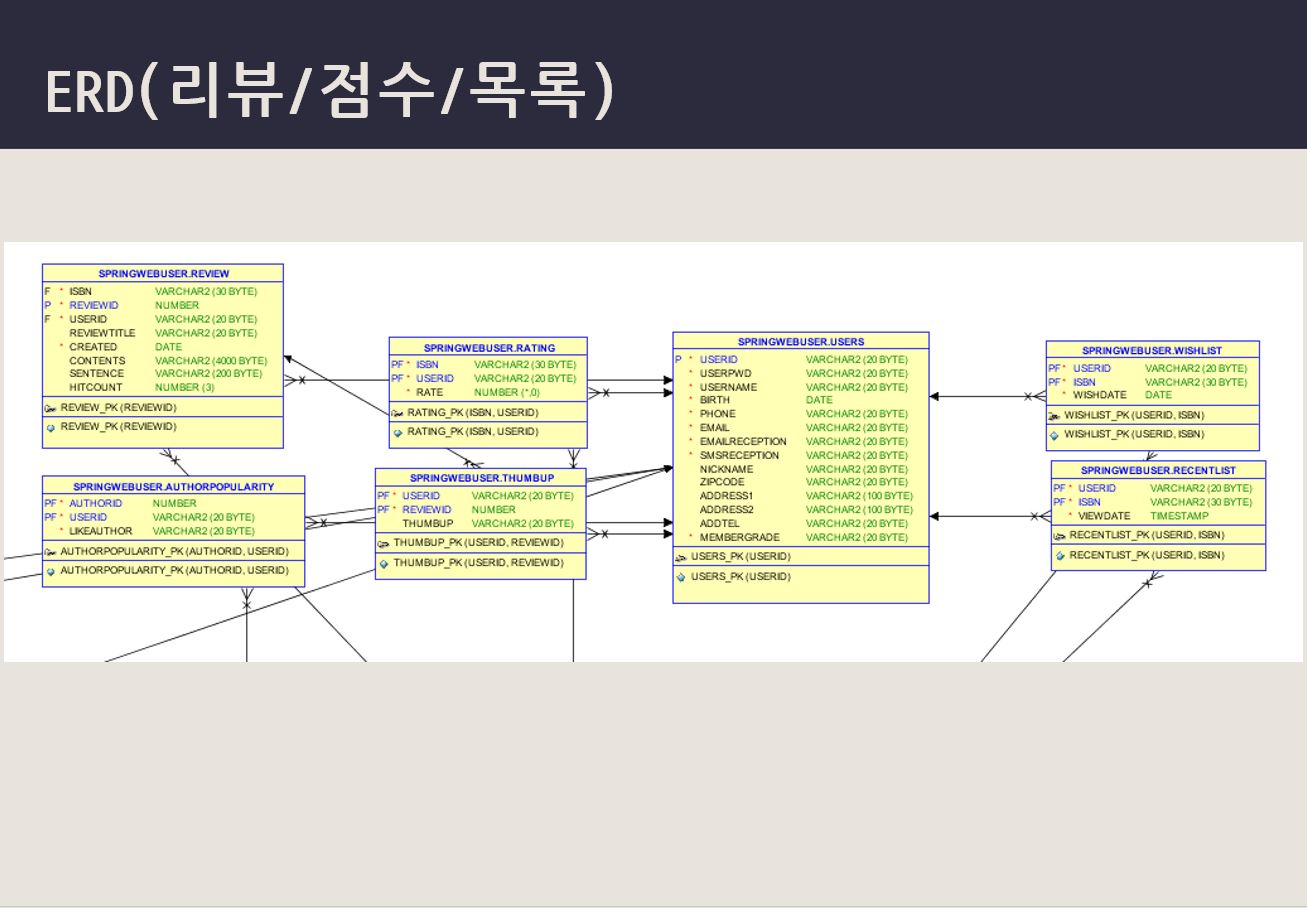 ERD(리뷰/점수/목록)
SPRINGWEBUSER.REVIEW
F * ISBN VARCHAR2 (30 BYTE)
P * REVIEWID NUMBER
F * USERID VARCHAR2 (20 BYTE)
REVIEWTITLE VARCHAR2 (20 BYTE)
* CREATED DATE
CONTENTS VARCHAR2 (4000 BYTE)
SENTENCE VARCHAR2 (200 BYTE)
HITCOUNT NUMBER (3)
REVIEW_PK (REVIEWID)
REVIEW_PK (REVIEWID)
SPRINGWEBUSER.RATING
PF * ISBN VARCHAR2 (30 BYTE)
PF * USERID VARCHAR2 (20 BYTE)
* RATE NUMBER (*,0)
RATING_PK (ISBN, USERID)
RATING_PK (ISBN, USERID)
SPRINGWEBUSER.USERS
P * USERID VARCHAR2 (20 BYTE)
* USERPWD VARCHAR2 (20 BYTE)
* USERNAME VARCHAR2 (20 BYTE)
* BIRTH DATE
* PHONE VARCHAR2 (20 BYTE)
* EMAIL VARCHAR2 (20 BYTE)
* EMAILRECEPTION VARCHAR2 (20 BYTE)
* SMSRECEPTION VARCHAR2 (20 BYTE)
NICKNAME VARCHAR2 (20 BYTE)
ZIPCODE VARCHAR2 (20 BYTE)
ADDRESS1 VARCHAR2 (100 BYTE)
ADDRESS2 VARCHAR2 (100 BYTE)
ADDTEL VARCHAR2 (20 BYTE)
* MEMBERGRADE VARCHAR2 (20 BYTE)
USERS_PK (USERID)
USERS_PK (USERID)
SPRINGWEBUSER.WISHLIST
PF * USERID VARCHAR2 (20 BYTE)
PF * ISBN VARCHAR2 (30 BYTE)
* WISHDATE DATE
WISHLIST_PK (USERID, ISBN)
WISHLIST_PK (USERID, ISBN)
SPRINGWEBUSER.AUTHORPOPULARITY
PF * AUTHORID NUMBER
PF * USERID VARCHAR2 (20 BYTE)
* LIKEAUTHOR VARCHAR2 (20 BYTE)
AUTHORPOPULARITY_PK (AUTHORID, USERID)
AUTHORPOPULARITY_PK (AUTHORID, USERID)
SPRINGWEBUSER.THUMBUP
PF * USERID VARCHAR2 (20 BYTE)
PF * REVIEWID NUMBER
THUMBUP VARCHAR2 (20 BYTE)
THUMBUP_PK (USERID, REVIEWID)
THUMBUP_PK (USERID, REVIEWID)
SPRINGWEBUSER.RECENTLIST
PF * USERID VARCHAR2 (20 BYTE)
PF * ISBN VARCHAR2 (30 BYTE)
* VIEWDATE TIMESTAMP
RECENTLIST_PK (USERID, ISBN)
RECENTLIST_PK (USERID, ISBN)